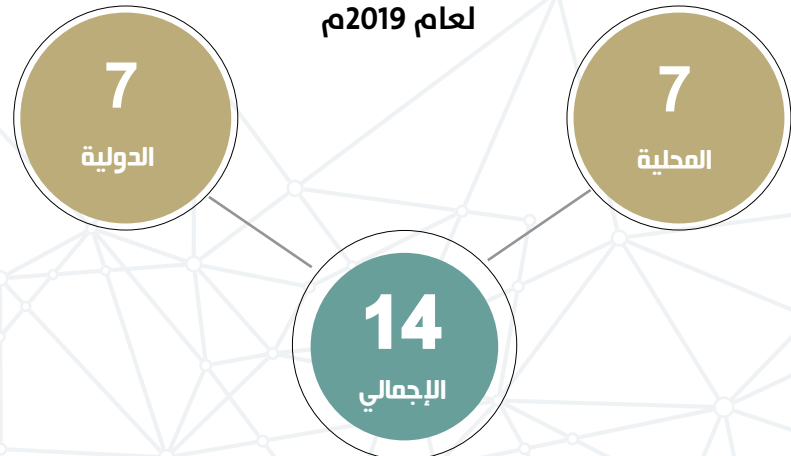 لعام 2019م
7
المحلية
7
الدولية
14
الإجمالي